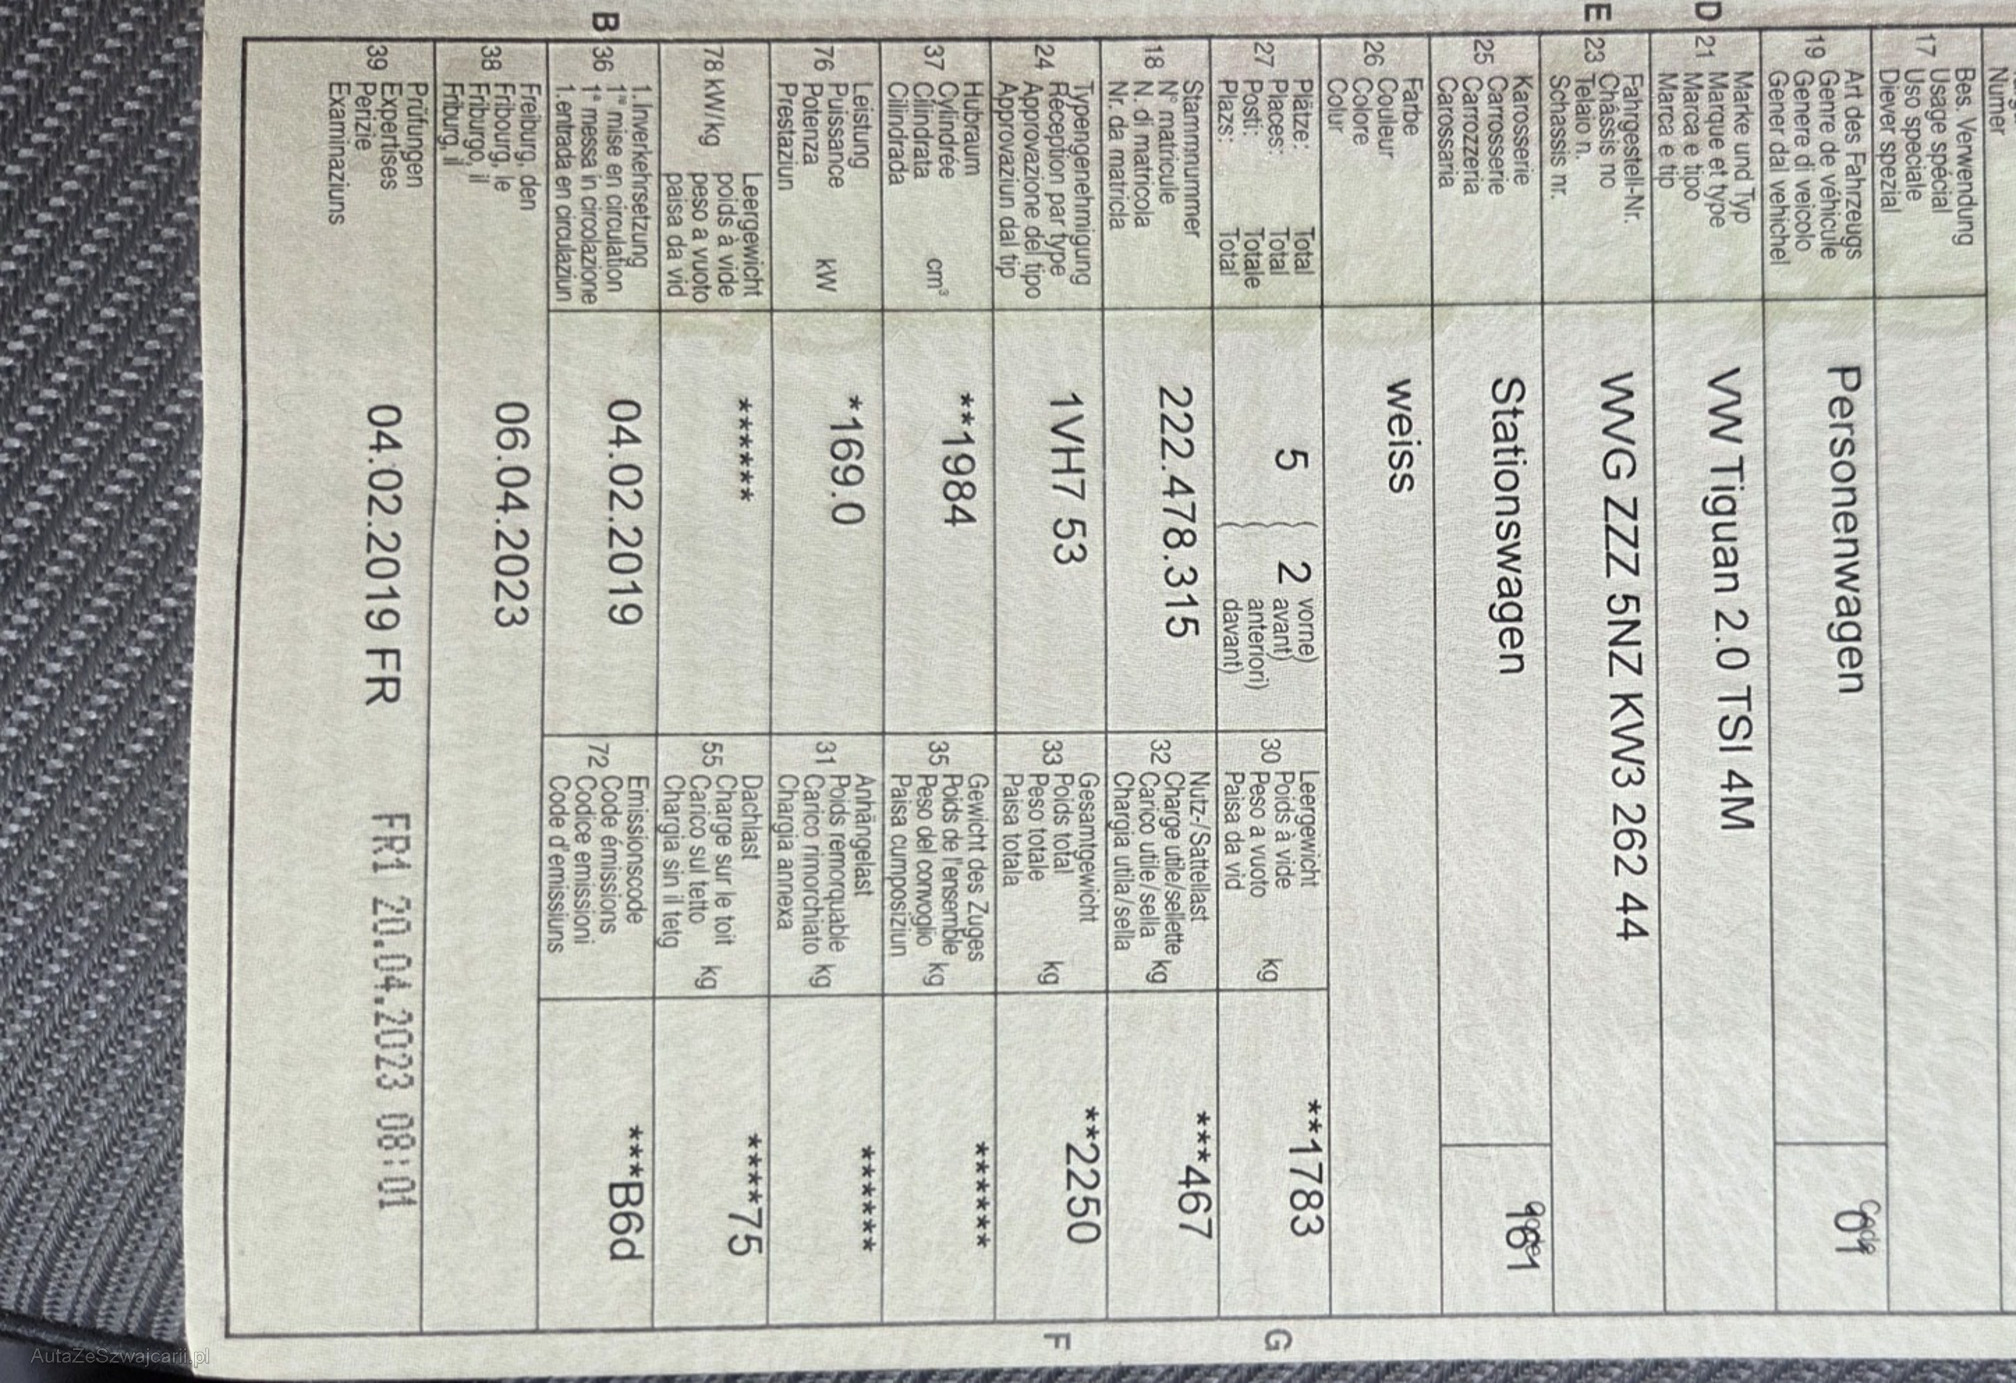 Numer
Bes. Verwendung
17 Usage spécial
Uso speciale
Diever spezial
Art des Fahrzeugs
19 Genre de véhicule
Genere di veicolo
Gener dal vehichel
Personenwagen
Code
01
D
Marke und Typ
21 Marque et type
Marca e tipo
Marca e tip
VW Tiguan 2.0 TSI 4M
E
Fahrgestell-Nr.
23 Châssis no
Telaio n.
Schassis nr.
WVG ZZZ 5NZ KW3 262 44
Karosserie
25 Carrosserie
Carrozzeria
Carossaria
Stationswagen
Farbe
26 Couleur
Colore
Colur
weiss
Plätze: Total
27 Places: Total
Posti: Totale
Plazs: Total
5
2
( vorne)
avant)
( anteriori)
( davant)
Leergewicht
30 Poids à vide
Peso a vuoto kg
Paisa da vid
**1783
G
Stammnummer
18 N° matricule
N. di matricola
Nr. da matricla
222.478.315
Nutz-/Sattellast
32 Charge utile/sellette
Carico utile/sella kg
Chargia utila/sella
***467
Typengenehmigung
24 Réception par type
Approvazione del tipo
Approvaziun dal tip
1VH7 53
Gesamtgewicht
33 Poids total
Peso totale kg
Paisa totala
**2250
F
Hubraum
37 Cylindrée
Cilindrata cm³
Cilindrada
**1984
Gewicht des Zuges
35 Poids de l'ensemble
Peso del convoglio kg
Paisa cumposiziun
******
Leistung
76 Puissance
Potenza kW
Prestaziun
*169.0
Anhängelast
31 Poids remorquable
Carico rimorchiato kg
Chargia annexa
******
78 kW/kg
Leergewicht
poids à vide
peso a vuoto
paisa da vid
******
Dachlast
55 Charge sur le toit
Carico sul tetto kg
Chargia sin il tetg
****75
B
1. Inverkehrsetzung
36 1re mise en circulation
1a messa in circolazione
1. entrada en circulaziun
04.02.2019
Emissionscode
72 Code émissions
Codice emissioni
Code d'emissiuns
***B6d
Freiburg, den
38 Fribourg, le
Friburgo, il
Friburg, il
06.04.2023
Prüfungen
39 Expertises
Perizie
Examinaziuns
04.02.2019 FR
FR1 20.04.2023 08:01
AutaZeSzwajcarii.pl